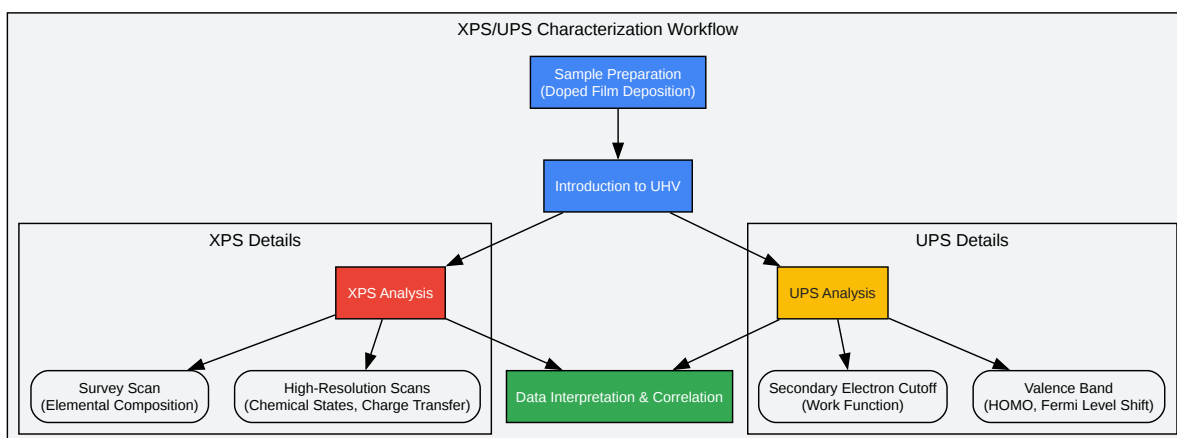 XPS/UPS Characterization Workflow
Sample Preparation
(Doped Film Deposition)
Introduction to UHV
XPS Details
UPS Details
XPS Analysis
UPS Analysis
Survey Scan
(Elemental Composition)
High-Resolution Scans
(Chemical States, Charge Transfer)
Data Interpretation & Correlation
Secondary Electron Cutoff
(Work Function)
Valence Band
(HOMO, Fermi Level Shift)